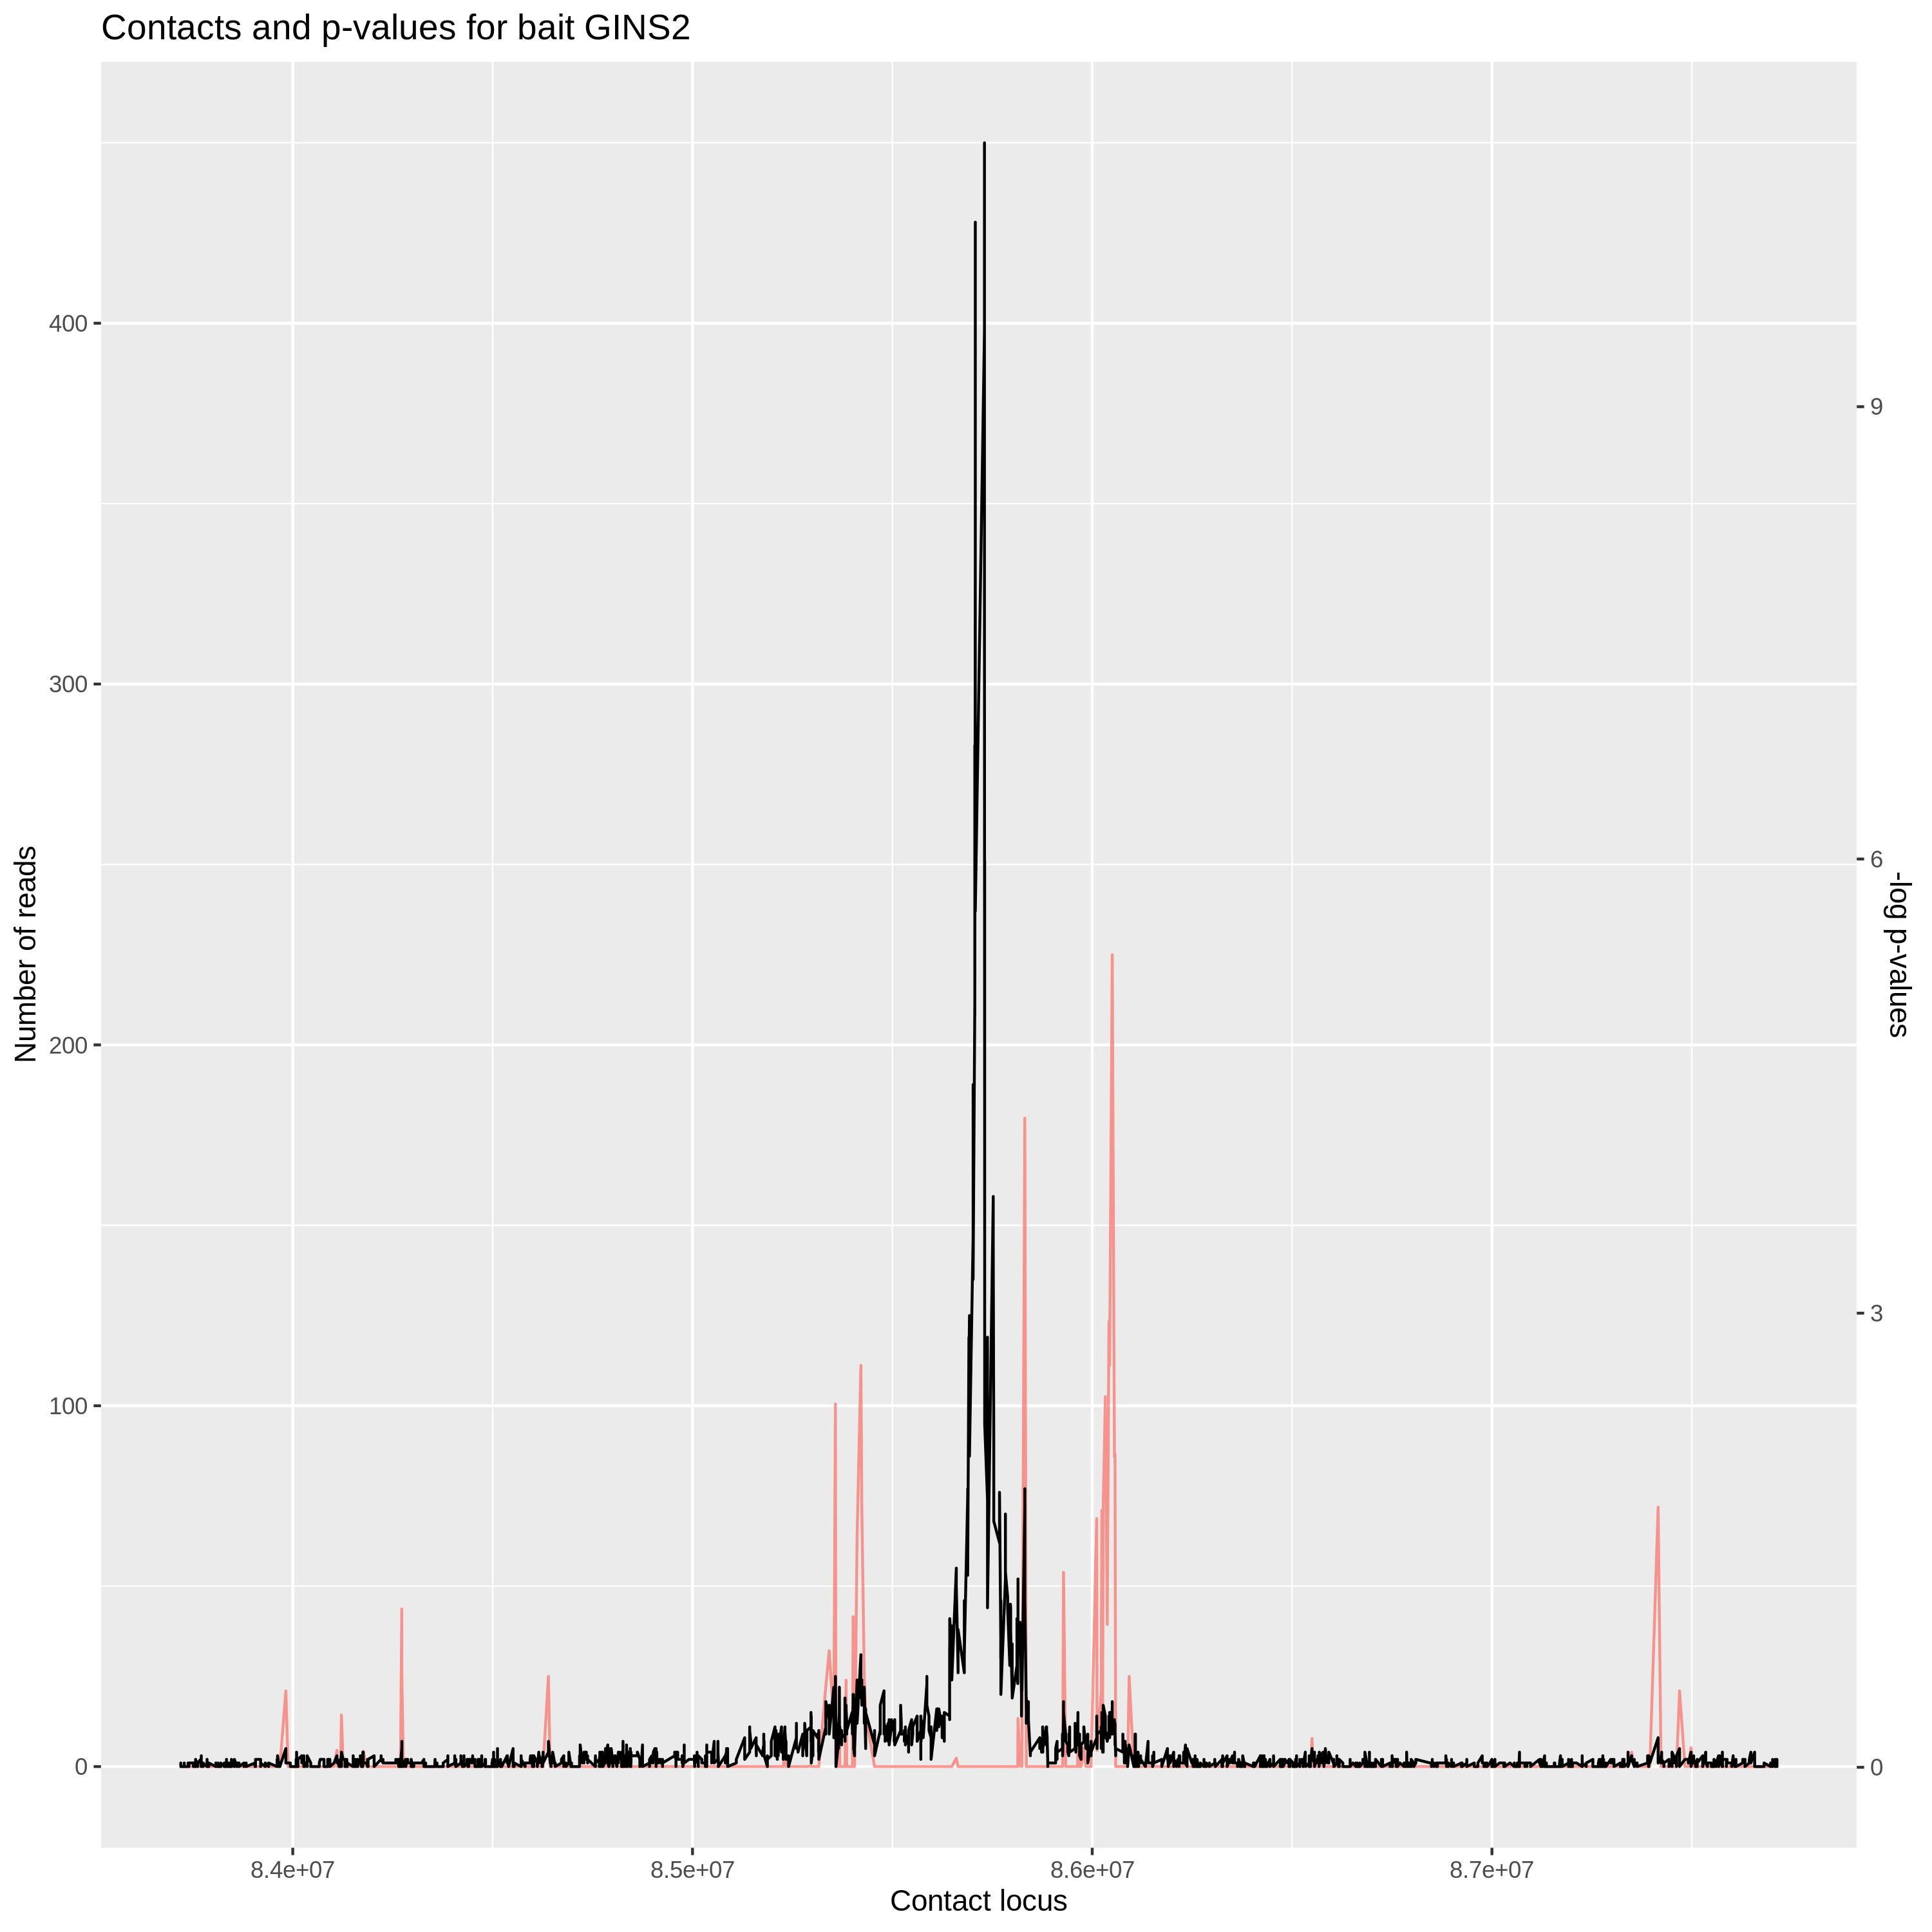 Contacts and p-values for bait GINS2
Number of reads
400
300
200
100
0
9
6
3
0
-log p-values
8.4e+07
8.5e+07
8.6e+07
8.7e+07
Contact locus